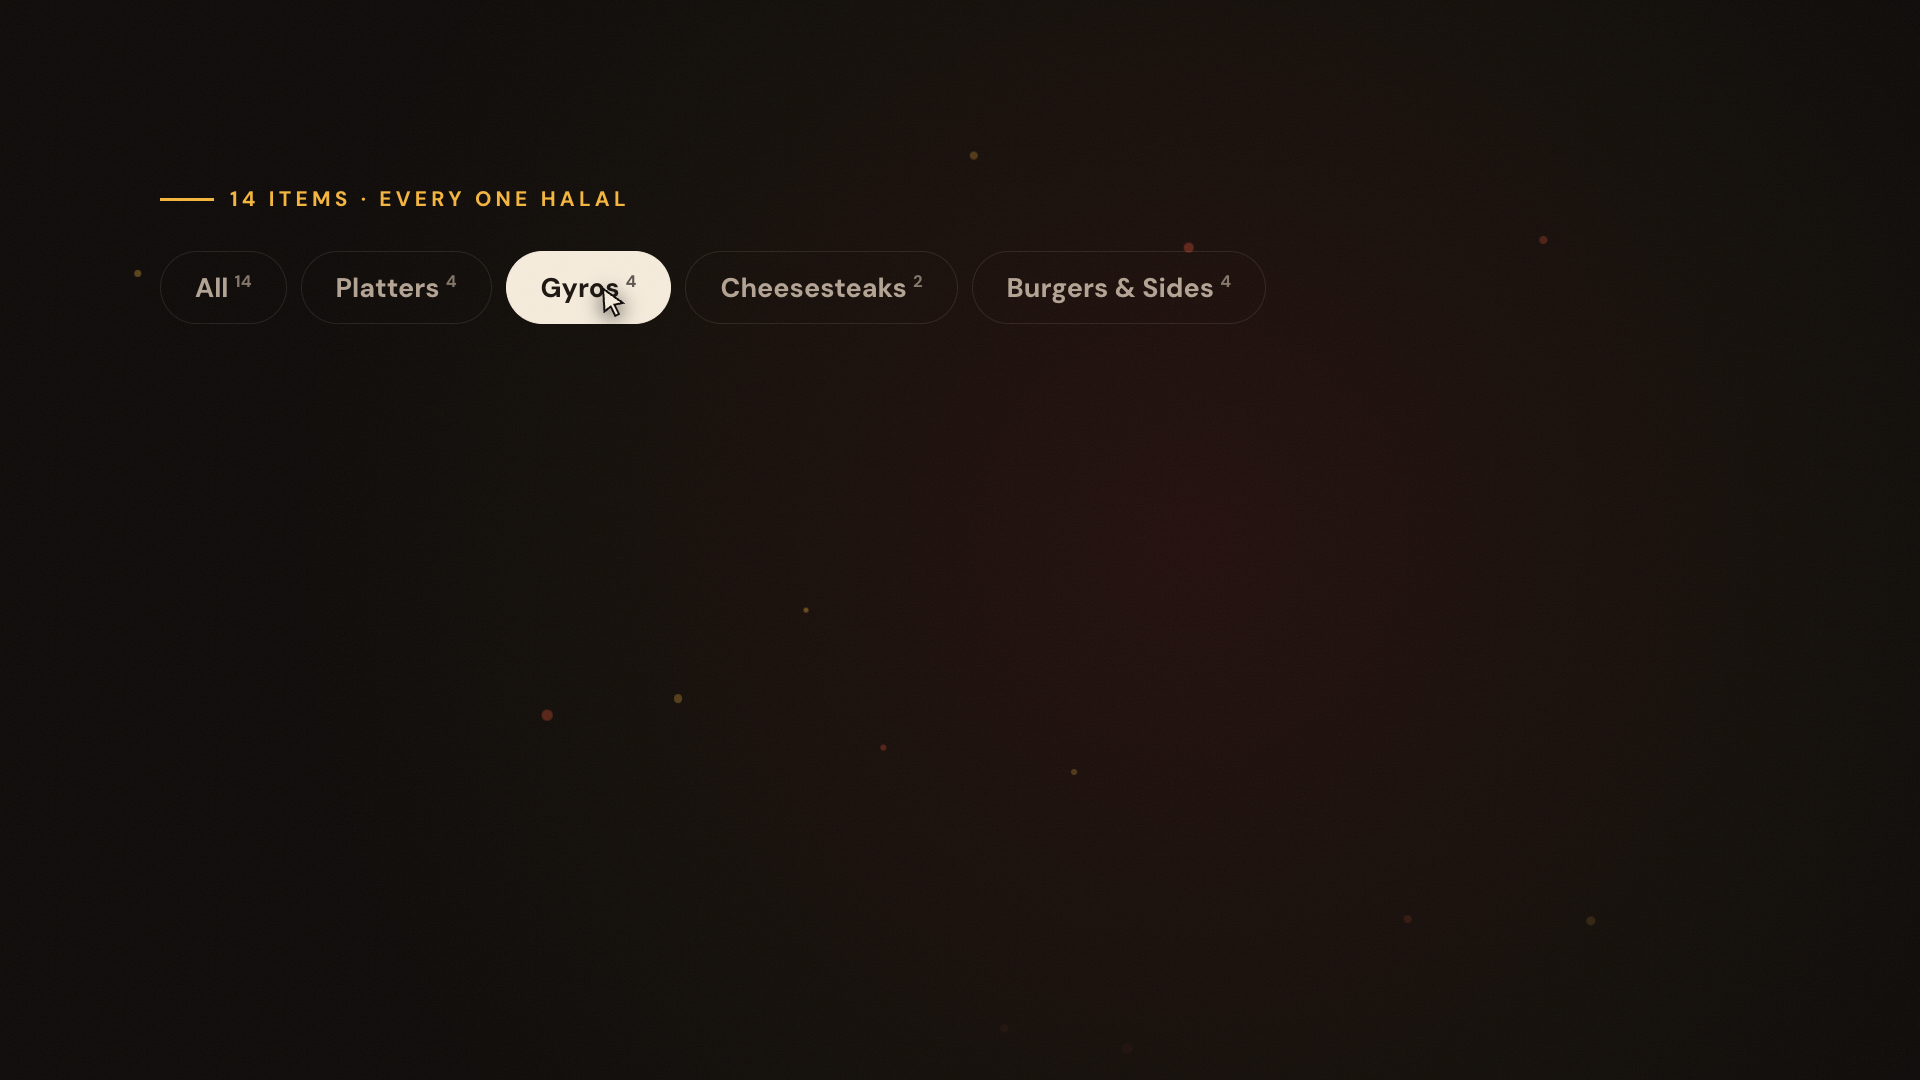 14 ITEMS · EVERY ONE HALAL
All 14 Platters 4 Gyros 4 Cheesesteaks 2 Burgers & Sides 4